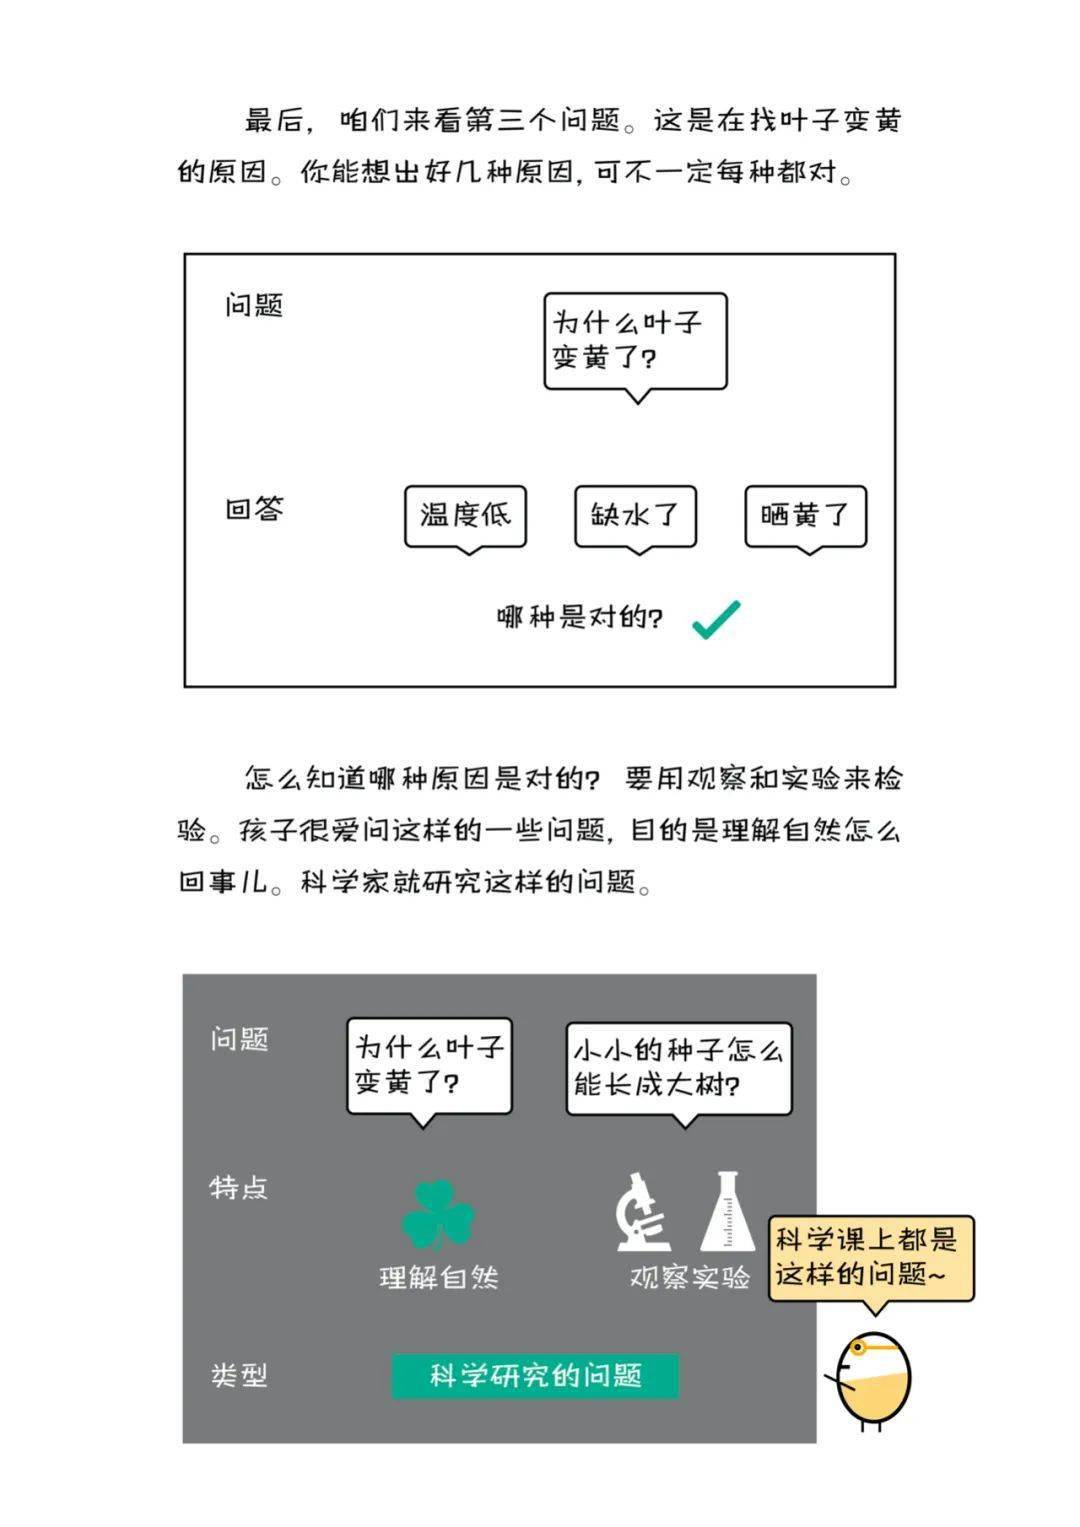 最后，咱们来看第三个问题。这是在找叶子变黄
的原因。你能想出好几种原因，可不一定每种都对。
问题
为什么叶子
变黄了？
回答
温度低
缺水了
晒黄了
哪种是对的？
怎么知道哪种原因是对的？要用观察和实验来检
验。孩子很爱问这样的一些问题，目的是理解自然怎么
回事儿。科学家就研究这样的问题。
问题
为什么叶子
变黄了？
小小的种子怎么
能长成大树？
特点
理解自然
观察实验
科学课上都是
这样的问题~
类型
科学研究的问题